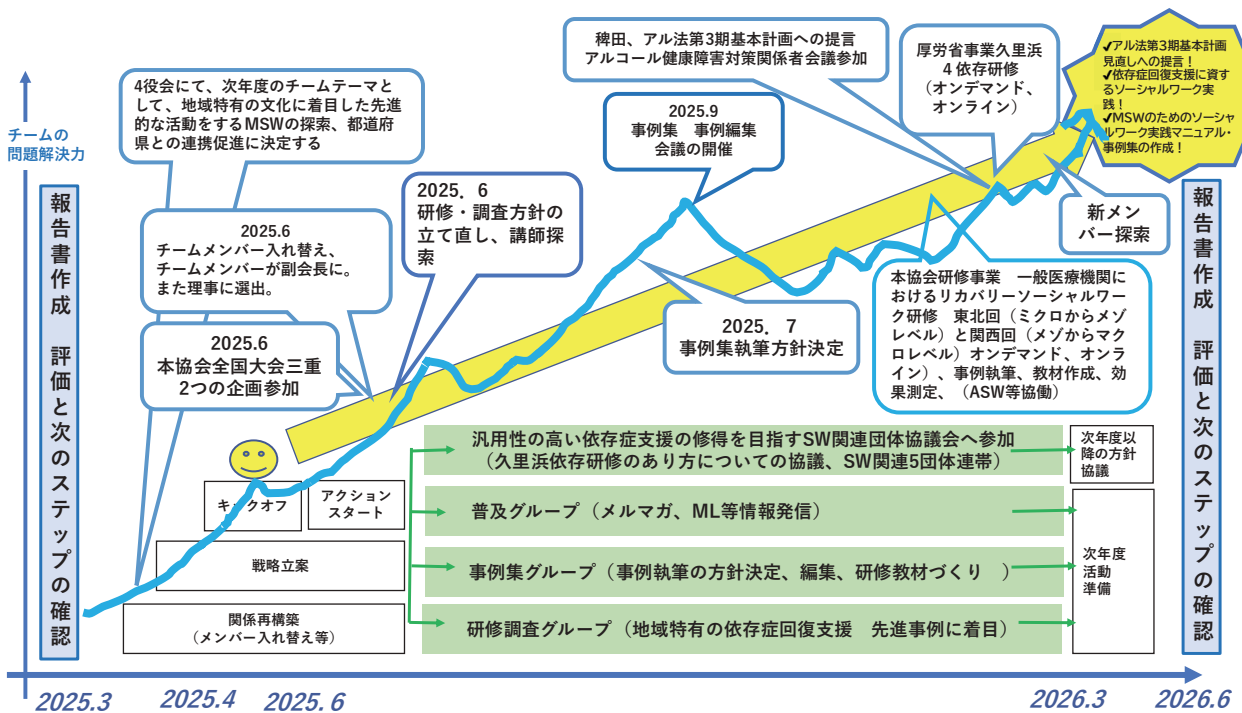 チームの
問題解決力
報告書作成　評価と次のステップの確認
4役会にて、次年度のチームテーマと
して、地域特有の文化に着目した先進
的な活動をするMSWの探索、都道府
県との連携促進に決定する
2025.6
チームメンバー入れ替え、
チームメンバーが副会長に。
また理事に選出。
2025.6
本協会全国大会三重
2つの企画参加
2025．6
研修・調査方針の
立て直し、講師探
索
稗田、アル法第3期基本計画への提言
アルコール健康障害対策関係者会議参加
2025.9
事例集　事例編集
会議の開催
厚労省事業久里浜
4 依存研修
（オンデマンド、
オンライン）
✔アル法第3期基本計画
見直しへの提言！
✔依存症回復支援に資す
るソーシャルワーク実
践！
✔MSWのためのソーシャ
ルワーク実践マニュアル・
事例集の作成！
2025．7
事例集執筆方針決定
新メン
バー探索
本協会研修事業　一般医療機関に
おけるリカバリーソーシャルワー
ク研修　東北回（ミクロからメゾ
レベル）と関西回（メゾからマク
ロレベル）オンデマンド、オンラ
イン）、事例執筆、教材作成、効
果測定、（ASW等協働）
報告書作成　評価と次のステップの確認
キックオフ
アクション
スタート
戦略立案
関係再構築
（メンバー入れ替え等）
汎用性の高い依存症支援の修得を目指すSW関連団体協議会へ参加
（久里浜依存研修のあり方についての協議、SW関連5団体連帯）
普及グループ（メルマガ、ML等情報発信）
事例集グループ（事例執筆の方針決定、編集、研修教材づくり　）
研修調査グループ（地域特有の依存症回復支援　先進事例に着目）
次年度以
降の方針
協議
次年度
活動
準備
2025.3
2025.4
2025.6
2026.3
2026.6